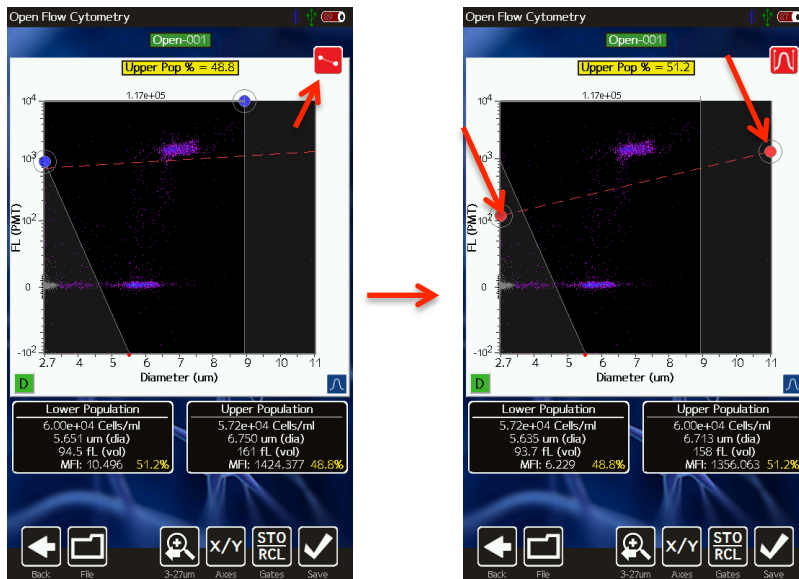 Open Flow Cytometry
89
Open-001
Upper Pop % = 48.8
1.17e+05
10^4
10^3
10^2
0
-10^2
FL (PMT)
2.7 4 5 6 7 8 9 10 11
Diameter (um)
D
Lower Population
6.00e+04 Cells/ml
5.651 um (dia)
94.5 fL (vol)
MFI: 10.496 51.2%
Upper Population
5.72e+04 Cells/ml
6.750 um (dia)
161 fL (vol)
MFI: 1424.377 48.8%
X/Y
STO
RCL
Back File 3-27um Axes Gates Save
Open Flow Cytometry
87
Open-001
Upper Pop % = 51.2
1.17e+05
10^4
10^3
10^2
0
-10^2
FL (PMT)
2.7 4 5 6 7 8 9 10 11
Diameter (um)
D
Lower Population
5.72e+04 Cells/ml
5.635 um (dia)
93.7 fL (vol)
MFI: 6.229 48.8%
Upper Population
6.00e+04 Cells/ml
6.713 um (dia)
158 fL (vol)
MFI: 1356.063 51.2%
X/Y
STO
RCL
Back File 3-27um Axes Gates Save